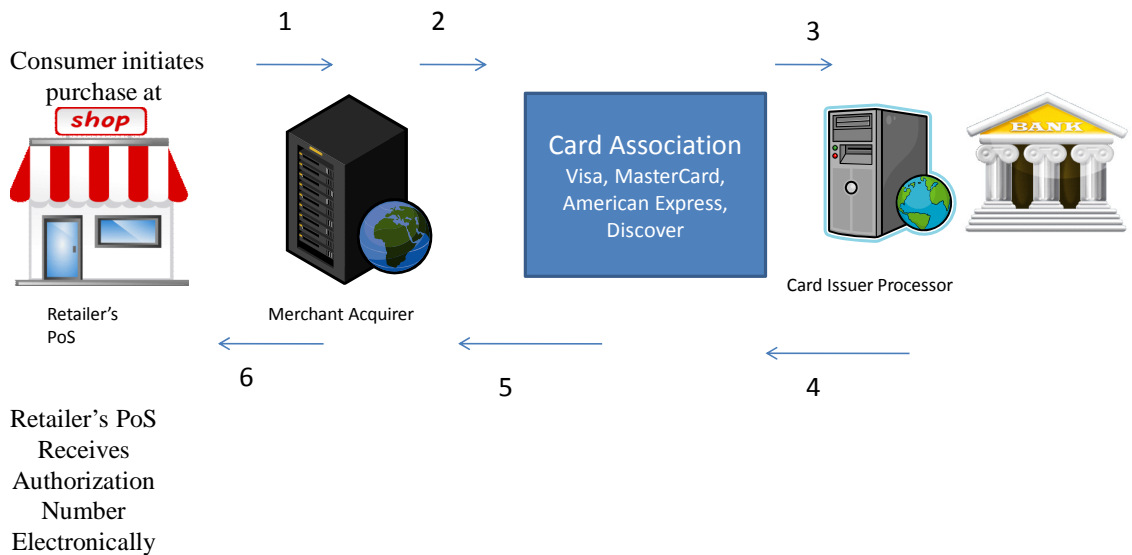 1
2
3
Consumer initiates
purchase at
shop
Card Association
Visa, MasterCard,
American Express,
Discover
BANK
Retailer’s
PoS
Merchant Acquirer
Card Issuer Processor
6
5
4
Retailer’s PoS
Receives
Authorization
Number
Electronically